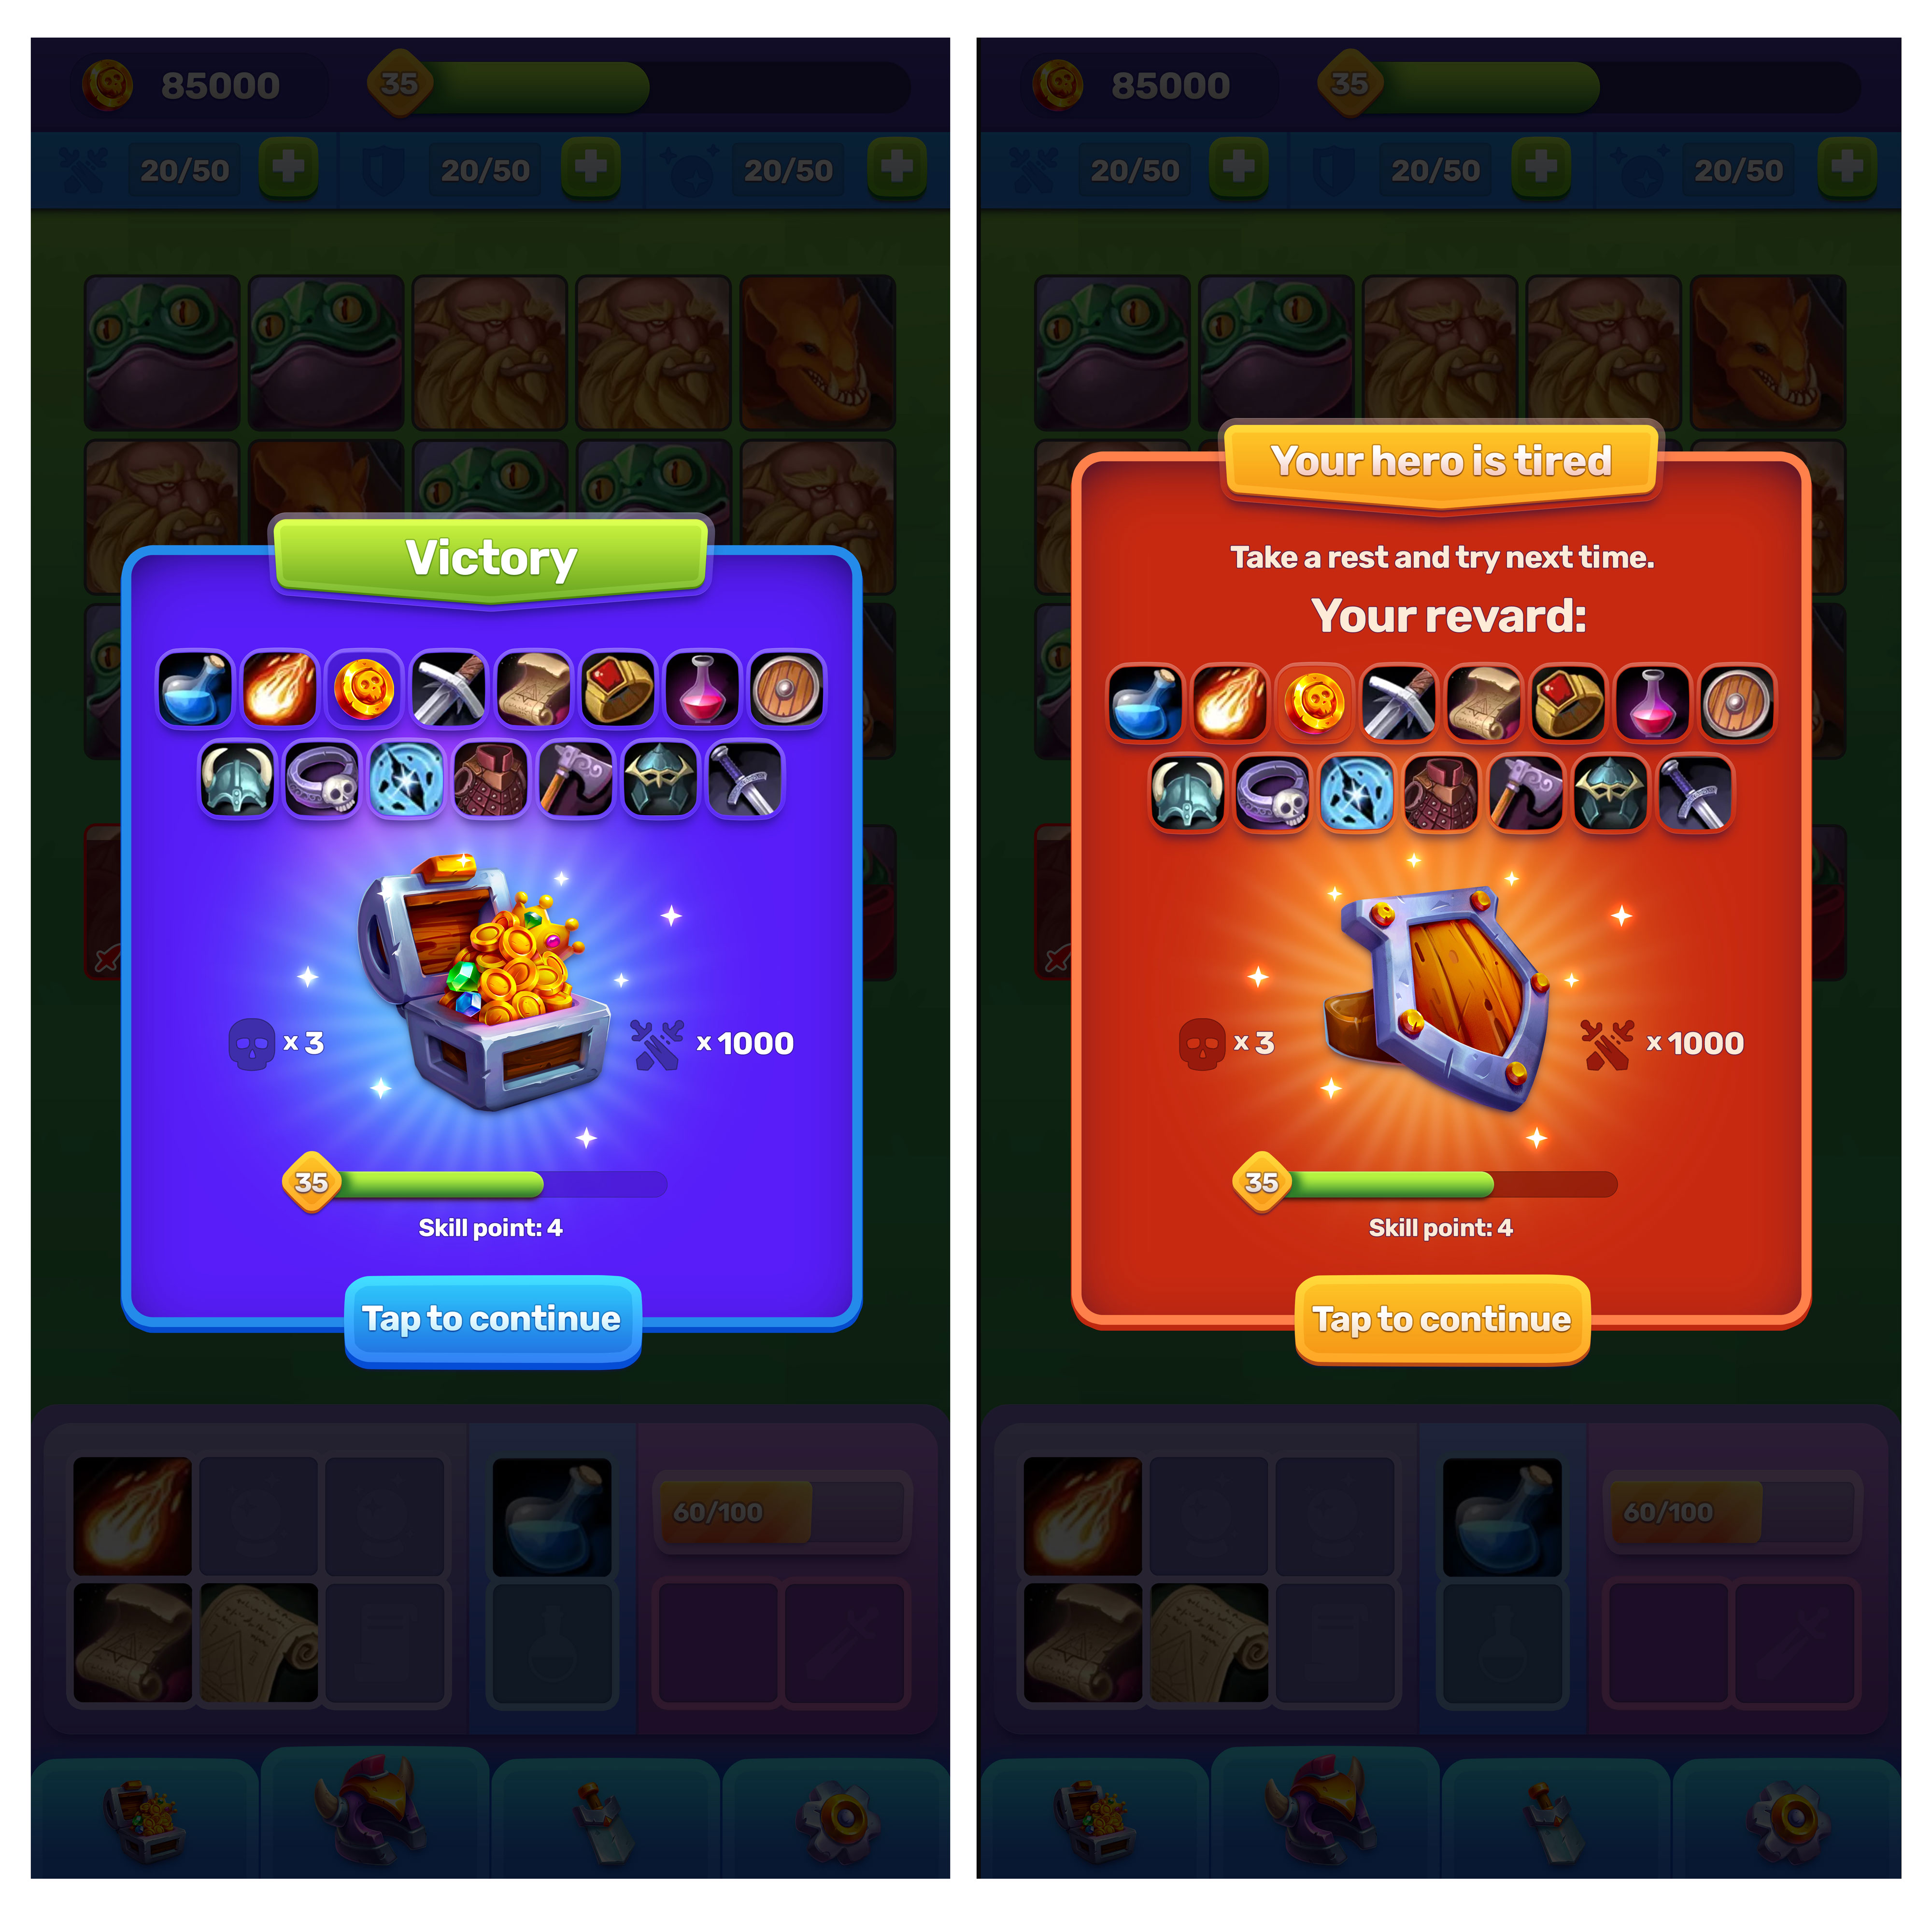 85000
35
20/50
20/50
20/50
Victory
x 3
x 1000
35
Skill point: 4
Tap to continue
60/100
85000
35
20/50
20/50
20/50
Your hero is tired
Take a rest and try next time.
Your revard:
x 3
x 1000
35
Skill point: 4
Tap to continue
60/100